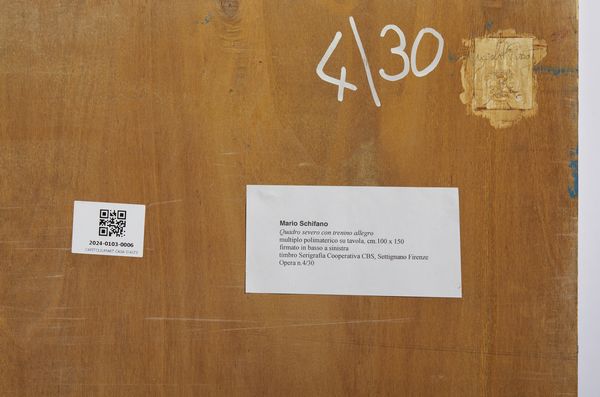 4/30
2024-0103-0006
Mario Schifano
Quadro severo con trenino allegro
multiplo polimaterico su tavola, cm.100 x 150
firmato in basso a sinistra
timbro Serigrafia Cooperativa CBS, Settignano Firenze
Opera n.4/30